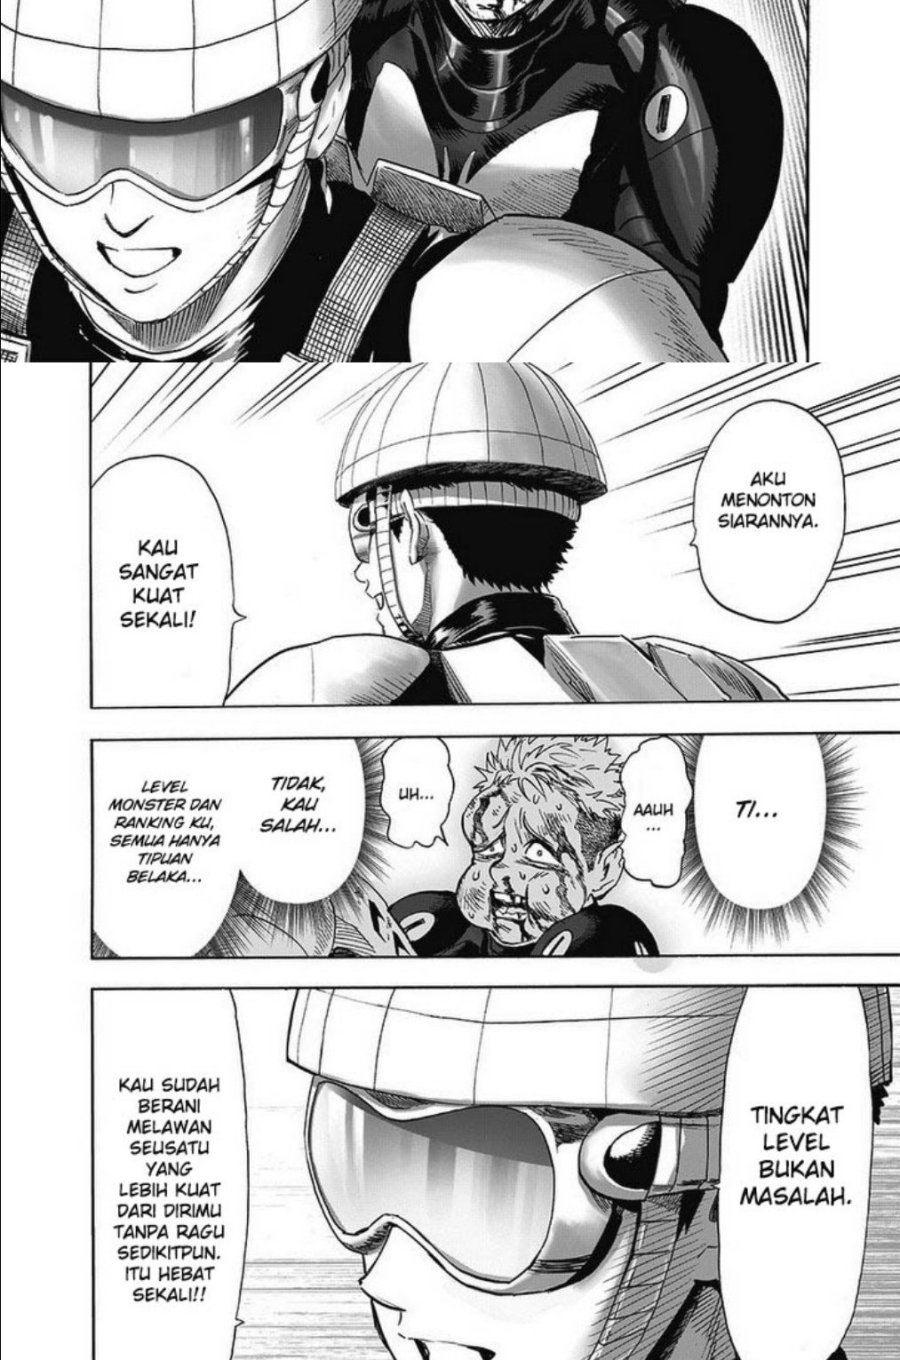 AKU
MENONTON
SIARANNYA.
KAU
SANGAT
KUAT
SEKALI!
TI...
AAUH
...
UH...
TIDAK,
KAU
SALAH...
LEVEL
MONSTER DAN
RANKING KU,
SEMUA HANYA
TIPUAN
BELAKA...
TINGKAT
LEVEL
BUKAN
MASALAH.
KAU SUDAH
BERANI
MELAWAN
SEUSATU
YANG
LEBIH KUAT
DARI DIRIMU
TANPA RAGU
SEDIKITPUN.
ITU HEBAT
SEKALI!!